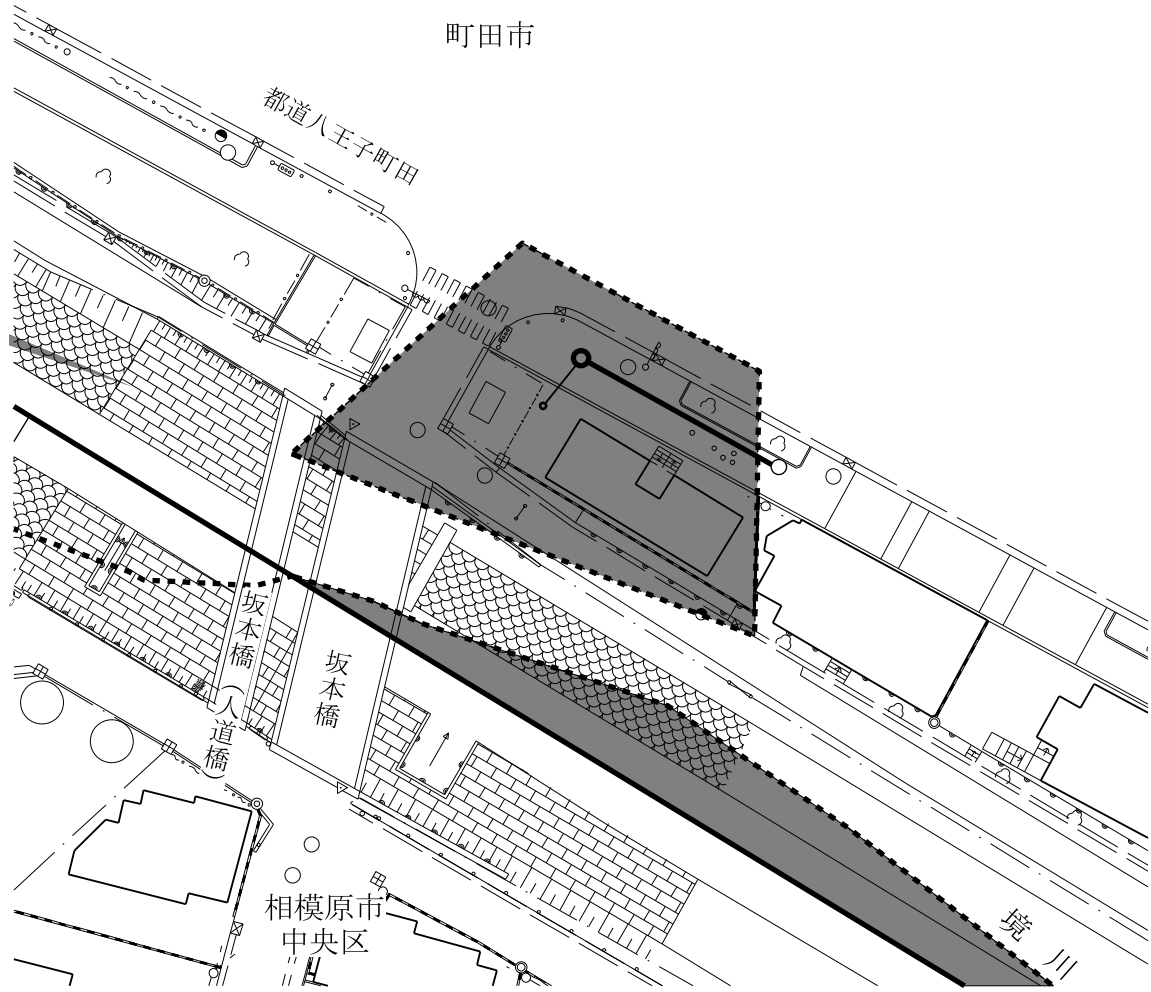 町田市
都道八王子町田
坂本橋（人道橋）
坂本橋
相模原市
中央区
境川